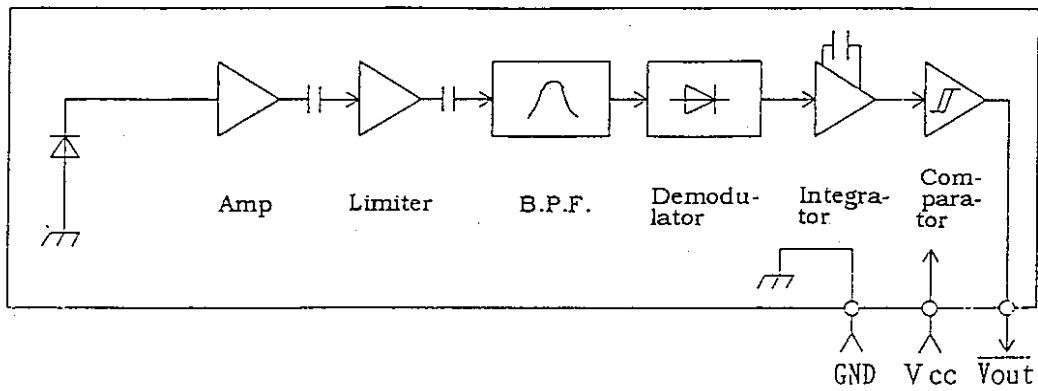 Amp
Limiter
B.P.F.
Demodu-
lator
Integra-
tor
Com-
para-
tor
GND
Vcc
Vout